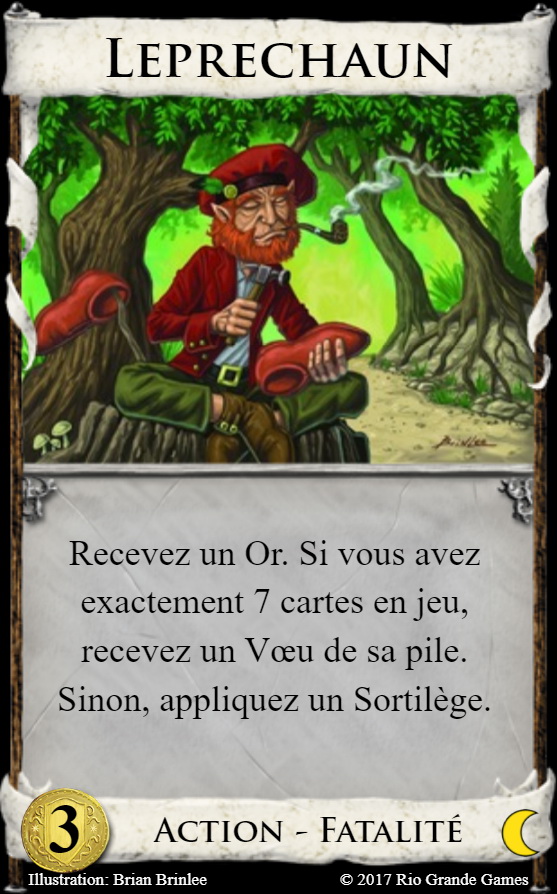 LEPRECHAUN
Brinlee
Recevez un Or. Si vous avez
exactement 7 cartes en jeu,
recevez un Vœu de sa pile.
Sinon, appliquez un Sortilège.
3
ACTION - FATALITÉ
Illustration: Brian Brinlee
© 2017 Rio Grande Games